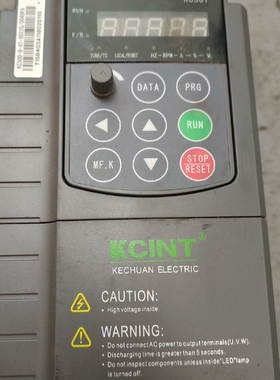 RUN
F/R
TUNE/TC LOCAL/REMOT HZ-RPM-A-%-V
DATA
PRG
RUN
MF.K
STOP
RESET
KCINT®
KECHUAN ELECTRIC
CAUTION:
• High voltage inside.
WARNING:
• Do not connect AC power to output terminals(U.V.W).
• Discharging time is greater than 5 seconds.
• Do not inspect components unless inside"LED"lamp
is turned off.